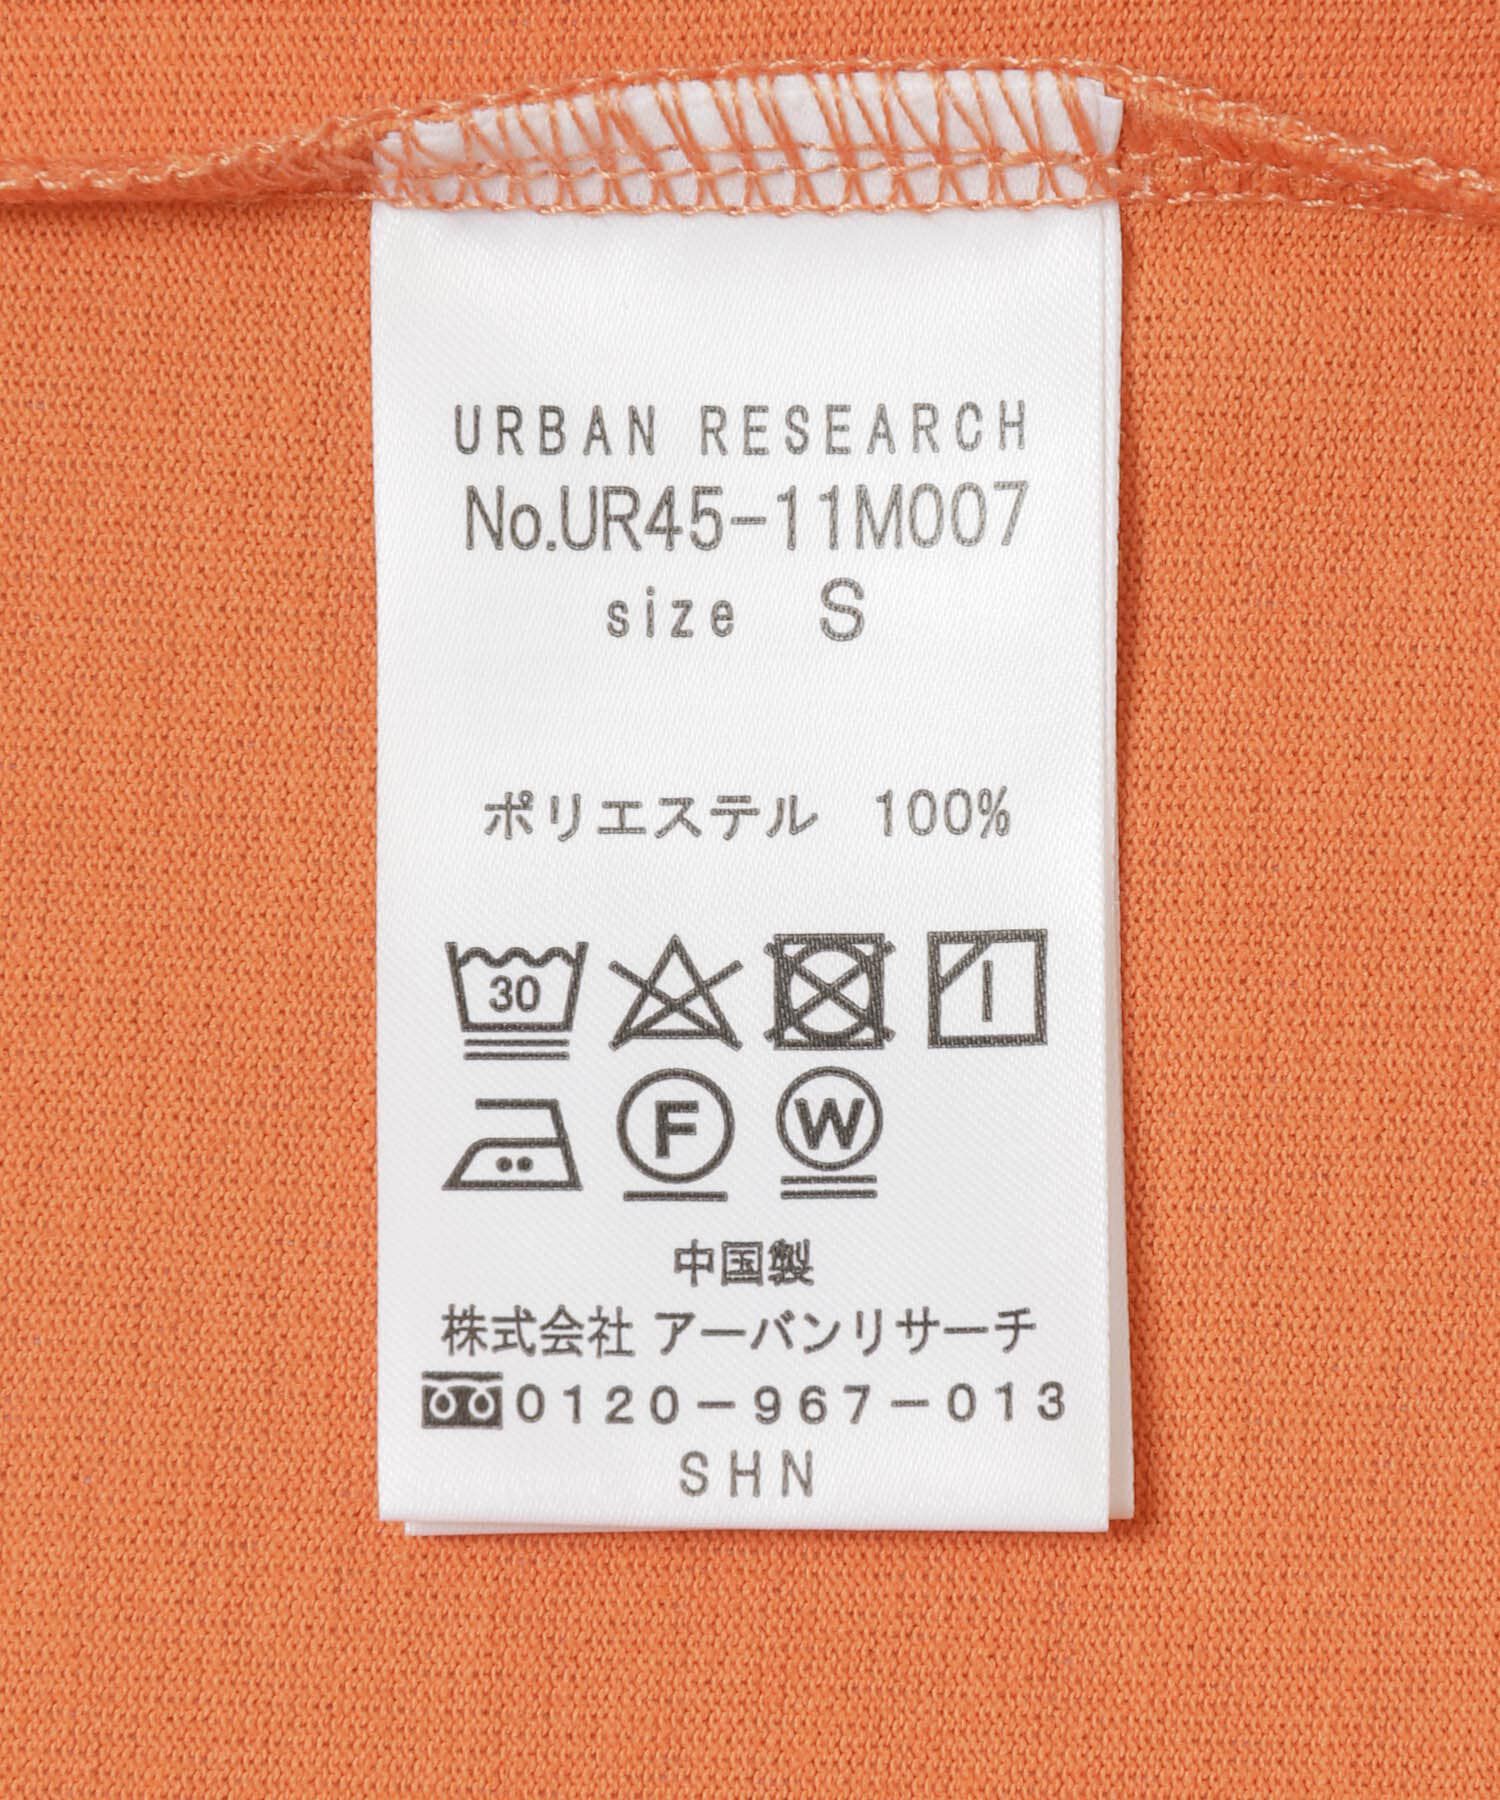 URBAN RESEARCH
No.UR45-11M007
size S
ポリエステル 100%
30
F W
中国製
株式会社 アーバンリサーチ
0120-967-013
SHN